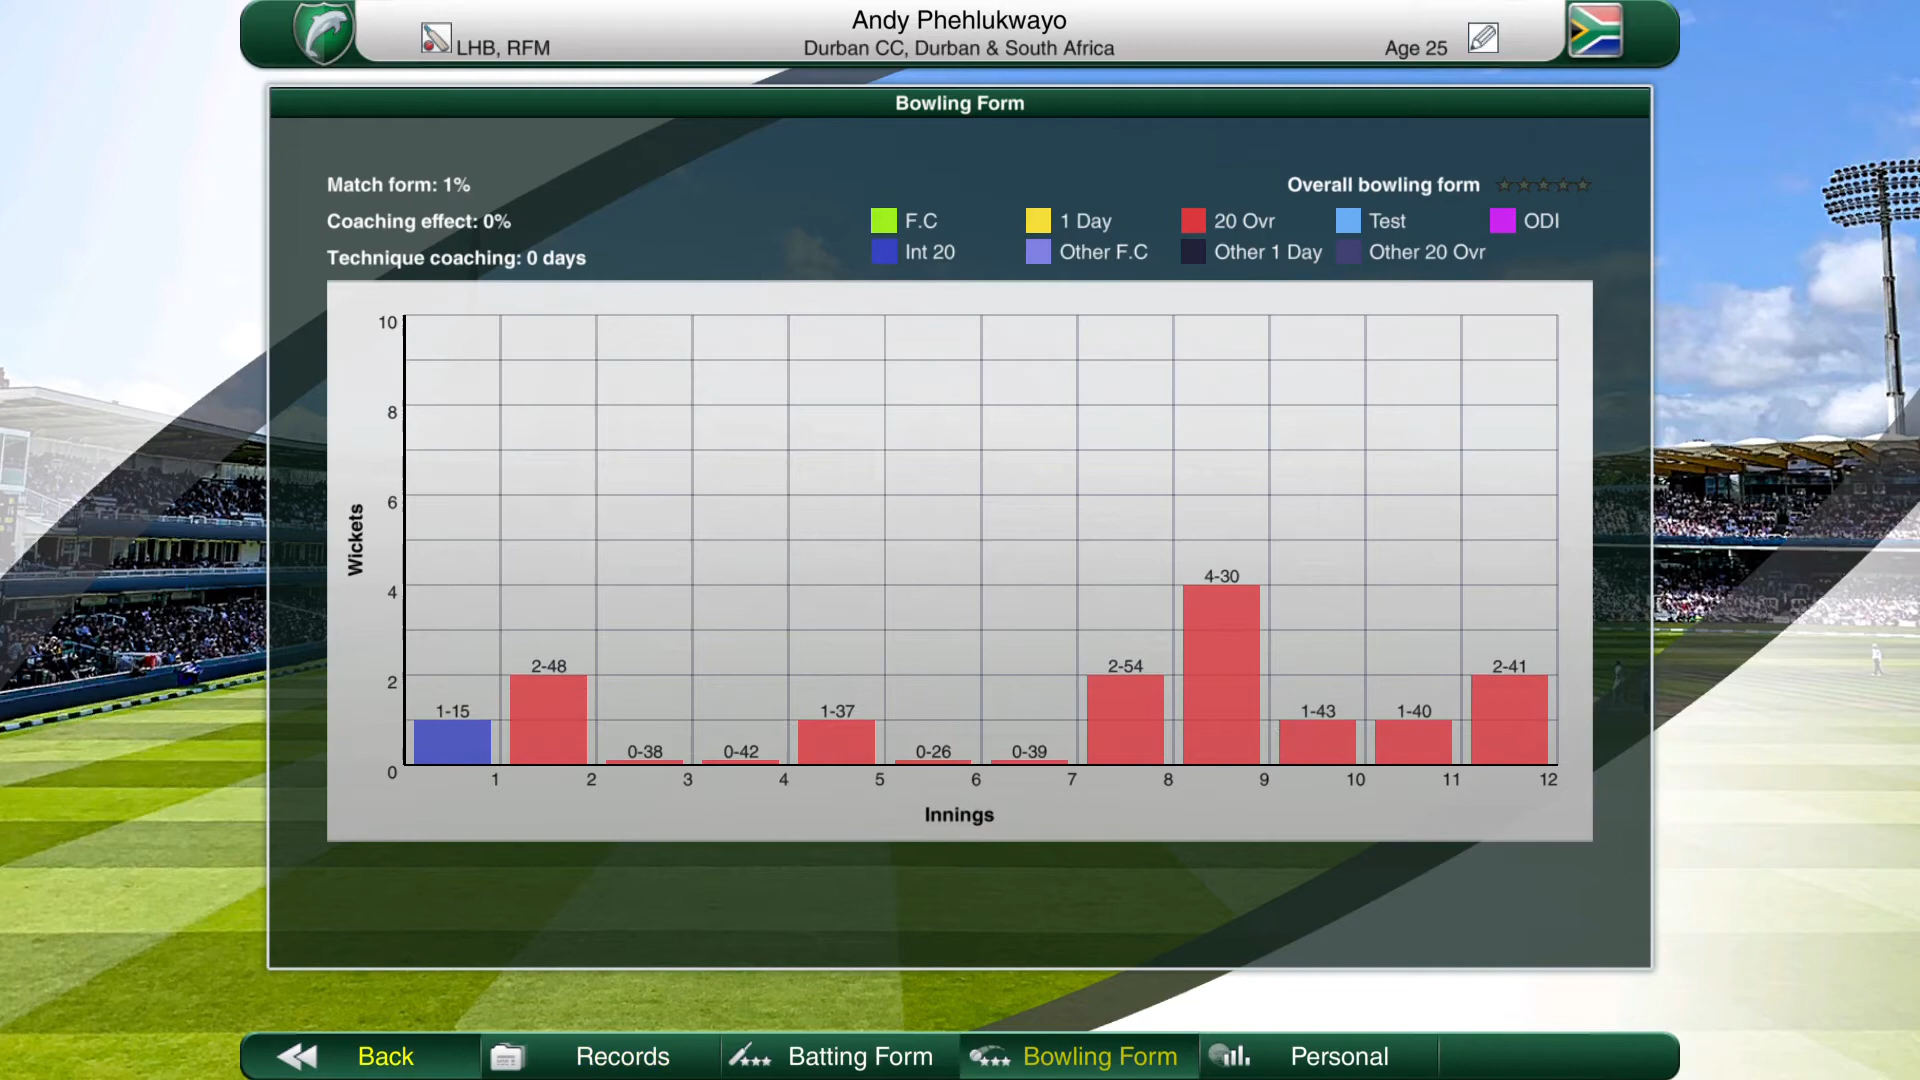 Andy Phehlukwayo
LHB, RFM
Durban CC, Durban & South Africa
Age 25
Bowling Form
Match form: 1%
Overall bowling form
Coaching effect: 0%
F.C
1 Day
20 Ovr
Test
ODI
Technique coaching: 0 days
Int 20
Other F.C
Other 1 Day
Other 20 Ovr
10
8
6
4
2
0
Wickets
1-15
2-48
0-38
0-42
1-37
0-26
0-39
2-54
4-30
1-43
1-40
2-41
1 2 3 4 5 6 7 8 9 10 11 12
Innings
Back
Records
Batting Form
Bowling Form
Personal